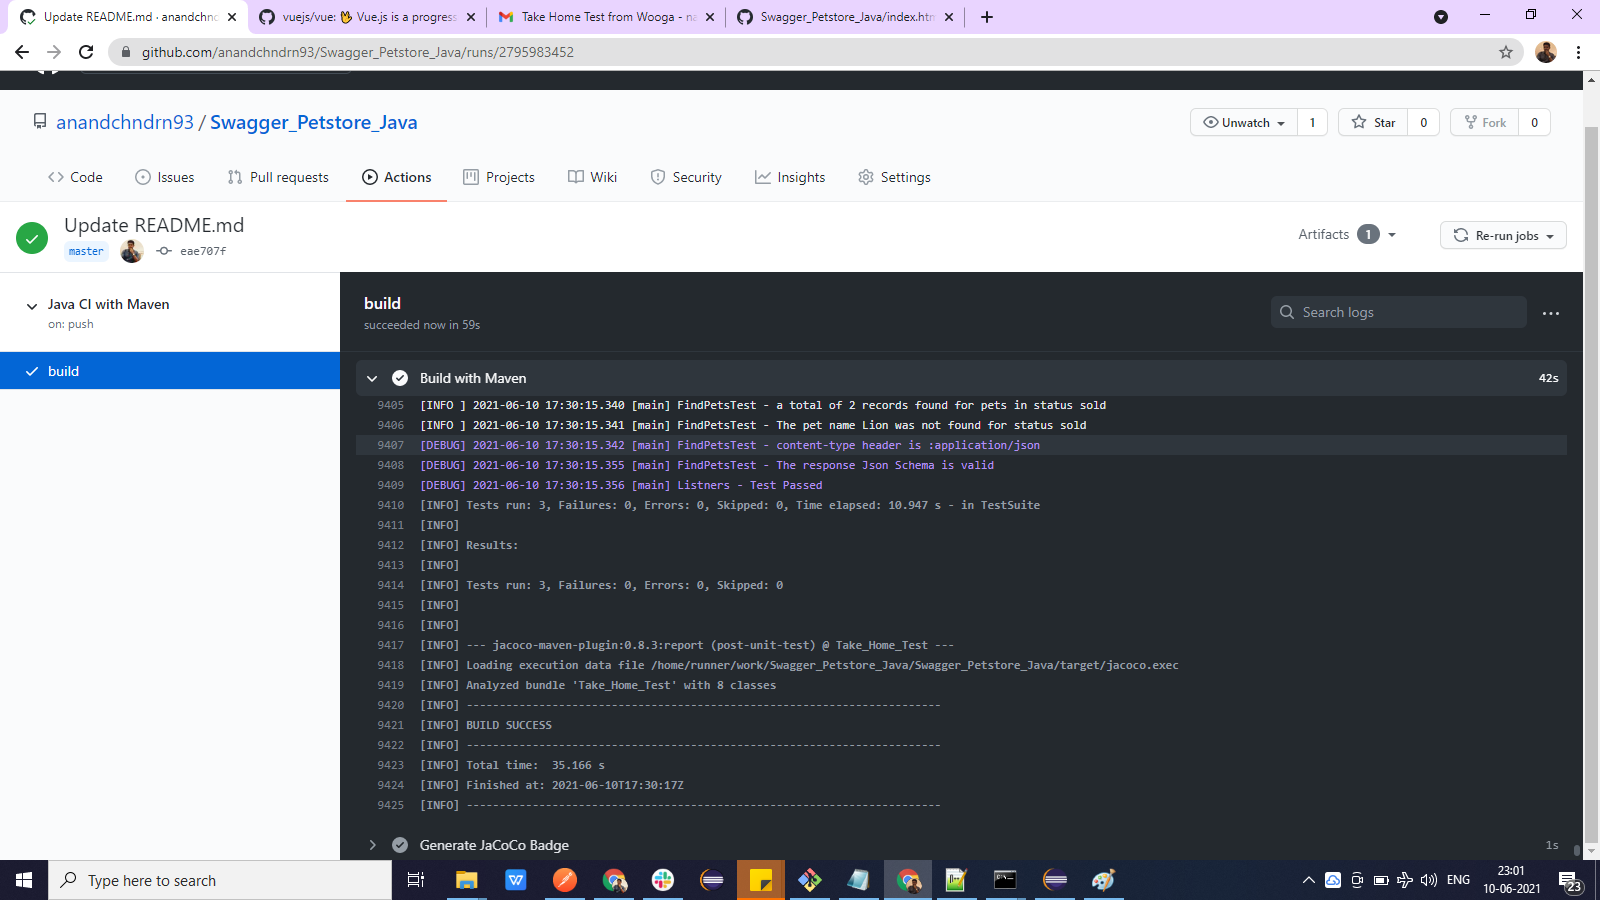 Update README.md · anandchndrn
vuejs/vue: 🖖 Vue.js is a progress
Take Home Test from Wooga - na
Swagger_Petstore_Java/index.htm
github.com/anandchndrn93/Swagger_Petstore_Java/runs/2795983452
anandchndrn93 / Swagger_Petstore_Java
Unwatch 1
Star 0
Fork 0
Code
Issues
Pull requests
Actions
Projects
Wiki
Security
Insights
Settings
Update README.md
master eae707f
Artifacts 1
Re-run jobs
Java CI with Maven
on: push
build
build
succeeded now in 59s
Search logs
Build with Maven 42s
9405 [INFO ] 2021-06-10 17:30:15.340 [main] FindPetsTest - a total of 2 records found for pets in status sold
9406 [INFO ] 2021-06-10 17:30:15.341 [main] FindPetsTest - The pet name Lion was not found for status sold
9407 [DEBUG] 2021-06-10 17:30:15.342 [main] FindPetsTest - content-type header is :application/json
9408 [DEBUG] 2021-06-10 17:30:15.355 [main] FindPetsTest - The response Json Schema is valid
9409 [DEBUG] 2021-06-10 17:30:15.356 [main] Listners - Test Passed
9410 [INFO] Tests run: 3, Failures: 0, Errors: 0, Skipped: 0, Time elapsed: 10.947 s - in TestSuite
9411 [INFO]
9412 [INFO] Results:
9413 [INFO]
9414 [INFO] Tests run: 3, Failures: 0, Errors: 0, Skipped: 0
9415 [INFO]
9416 [INFO]
9417 [INFO] --- jacoco-maven-plugin:0.8.3:report (post-unit-test) @ Take_Home_Test ---
9418 [INFO] Loading execution data file /home/runner/work/Swagger_Petstore_Java/Swagger_Petstore_Java/target/jacoco.exec
9419 [INFO] Analyzed bundle 'Take_Home_Test' with 8 classes
9420 [INFO] ------------------------------------------------------------------------
9421 [INFO] BUILD SUCCESS
9422 [INFO] ------------------------------------------------------------------------
9423 [INFO] Total time:  35.166 s
9424 [INFO] Finished at: 2021-06-10T17:30:17Z
9425 [INFO] ------------------------------------------------------------------------
Generate JaCoCo Badge 1s
Type here to search
ENG
23:01
10-06-2021
23